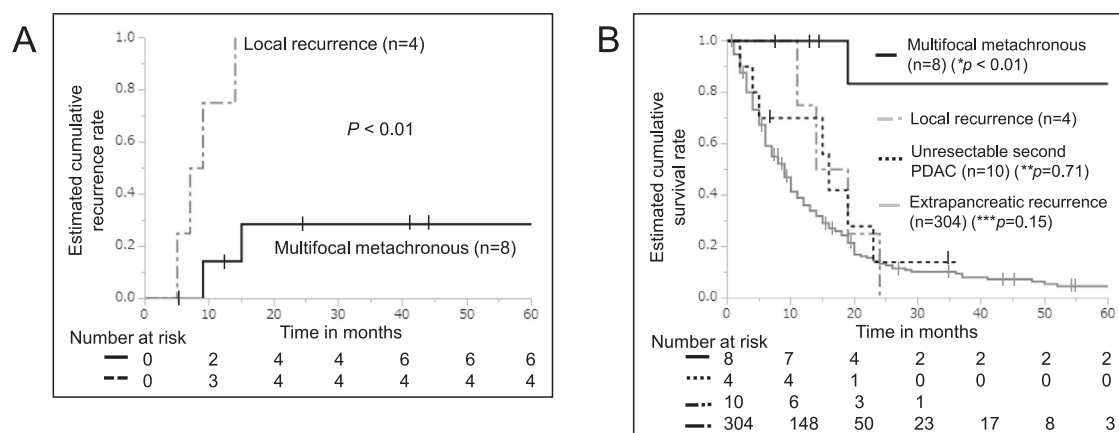 A
Estimated cumulative
recurrence rate
1.0
0.8
0.6
0.4
0.2
0.0
Local recurrence (n=4)
P < 0.01
Multifocal metachronous (n=8)
0 10 20 30 40 50 60
Time in months
Number at risk
0 2 4 4 6 6 6
0 3 4 4 4 4 4
B
Estimated cumulative
survival rate
1.0
0.8
0.6
0.4
0.2
0.0
Multifocal metachronous
(n=8) (*p < 0.01)
Local recurrence (n=4)
Unresectable second
PDAC (n=10) (**p=0.71)
Extrapancreatic recurrence
(n=304) (***p=0.15)
0 10 20 30 40 50 60
Time in months
Number at risk
8 7 4 2 2 2 2
4 4 1 0 0 0 0
10 6 3 1
304 148 50 23 17 8 3